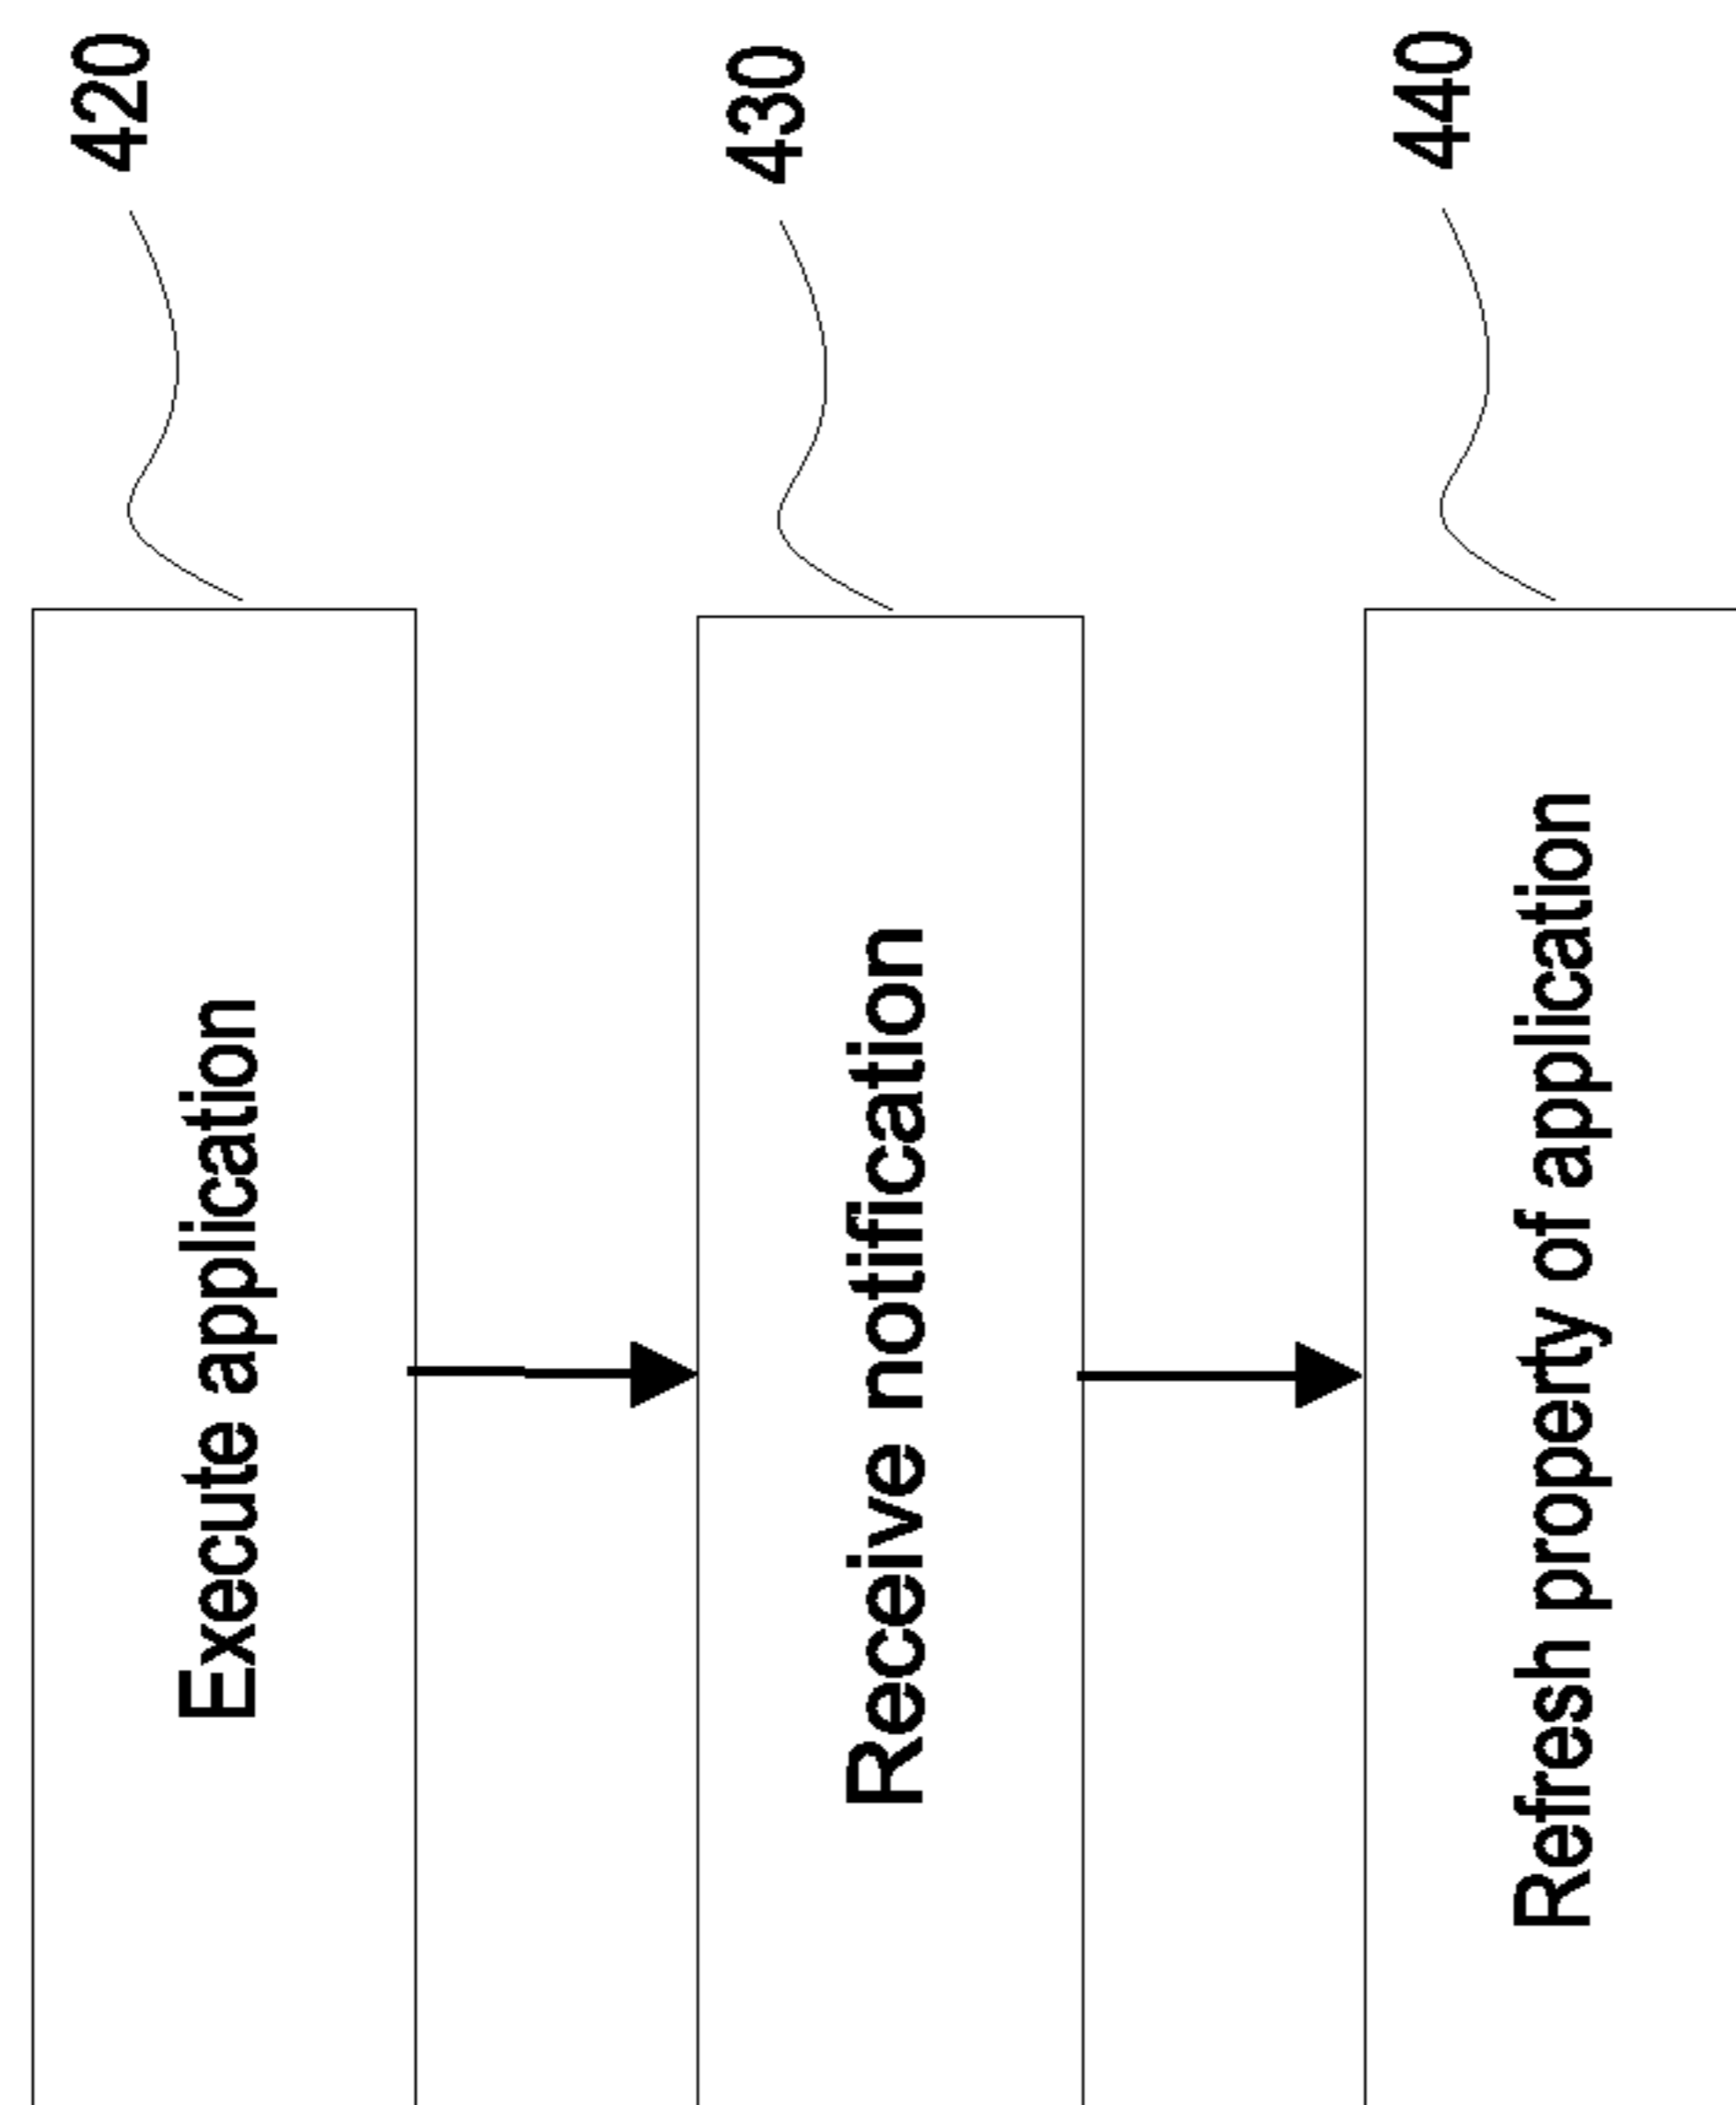 420
Execute application
430
Receive notification
440
Refresh property of application